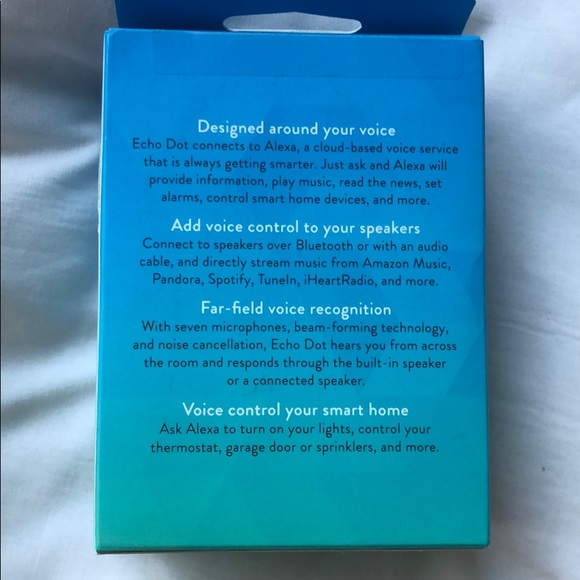 Designed around your voice
Echo Dot connects to Alexa, a cloud-based voice service
that is always getting smarter. Just ask and Alexa will
provide information, play music, read the news, set
alarms, control smart home devices, and more.
Add voice control to your speakers
Connect to speakers over Bluetooth or with an audio
cable, and directly stream music from Amazon Music,
Pandora, Spotify, TuneIn, iHeartRadio, and more.
Far-field voice recognition
With seven microphones, beam-forming technology,
and noise cancellation, Echo Dot hears you from across
the room and responds through the built-in speaker
or a connected speaker.
Voice control your smart home
Ask Alexa to turn on your lights, control your
thermostat, garage door or sprinklers, and more.